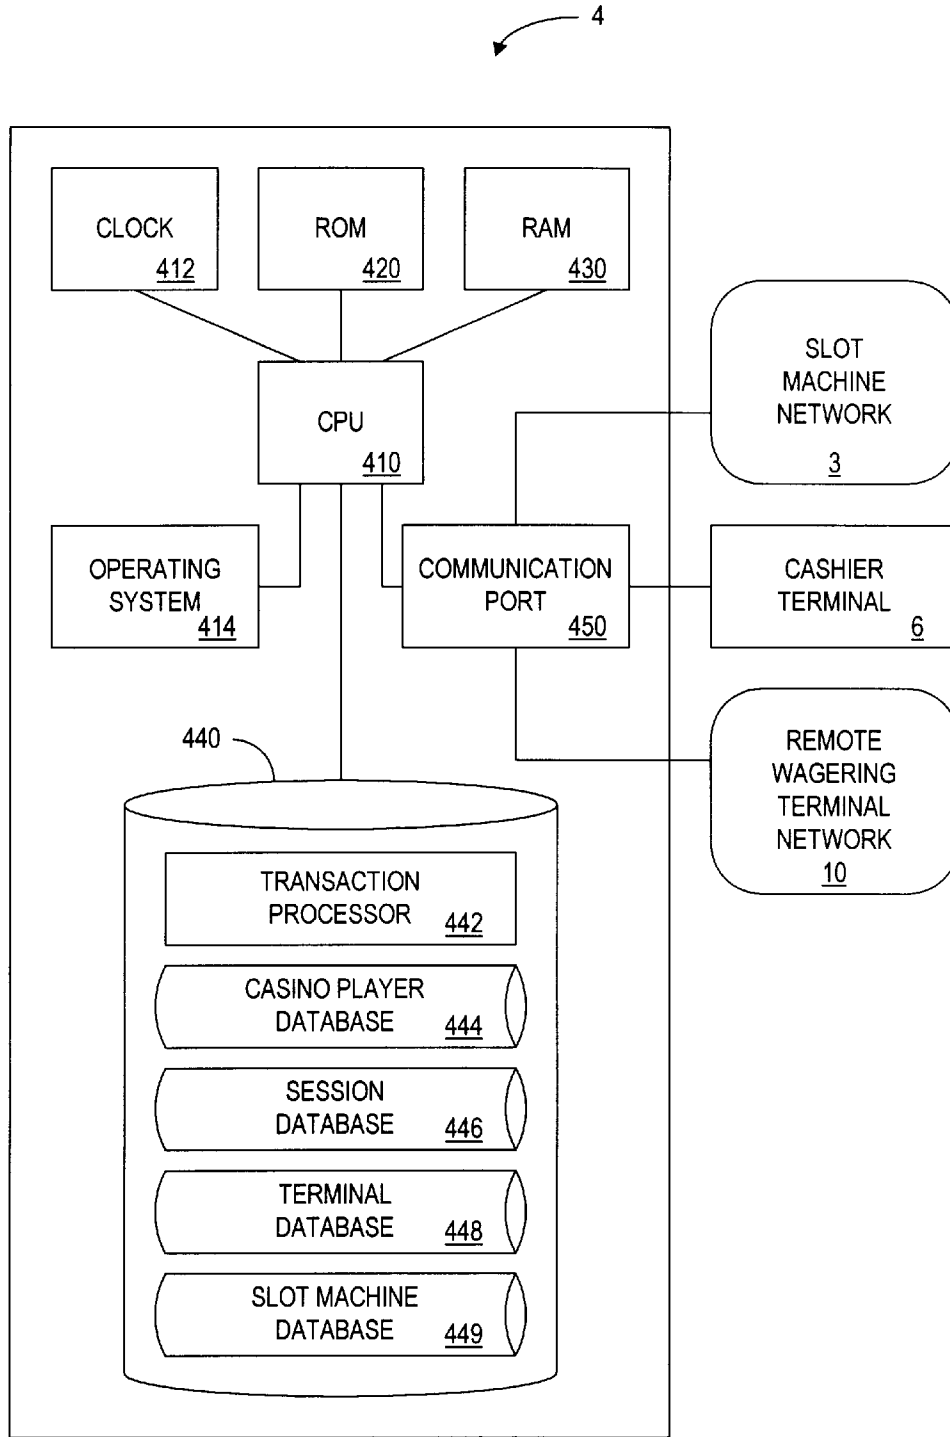 4
CLOCK
412
ROM
420
RAM
430
CPU
410
SLOT
MACHINE
NETWORK
3
OPERATING
SYSTEM
414
COMMUNICATION
PORT
450
CASHIER
TERMINAL
6
REMOTE
WAGERING
TERMINAL
NETWORK
10
440
TRANSACTION
PROCESSOR
442
CASINO PLAYER
DATABASE
444
SESSION
DATABASE
446
TERMINAL
DATABASE
448
SLOT MACHINE
DATABASE
449